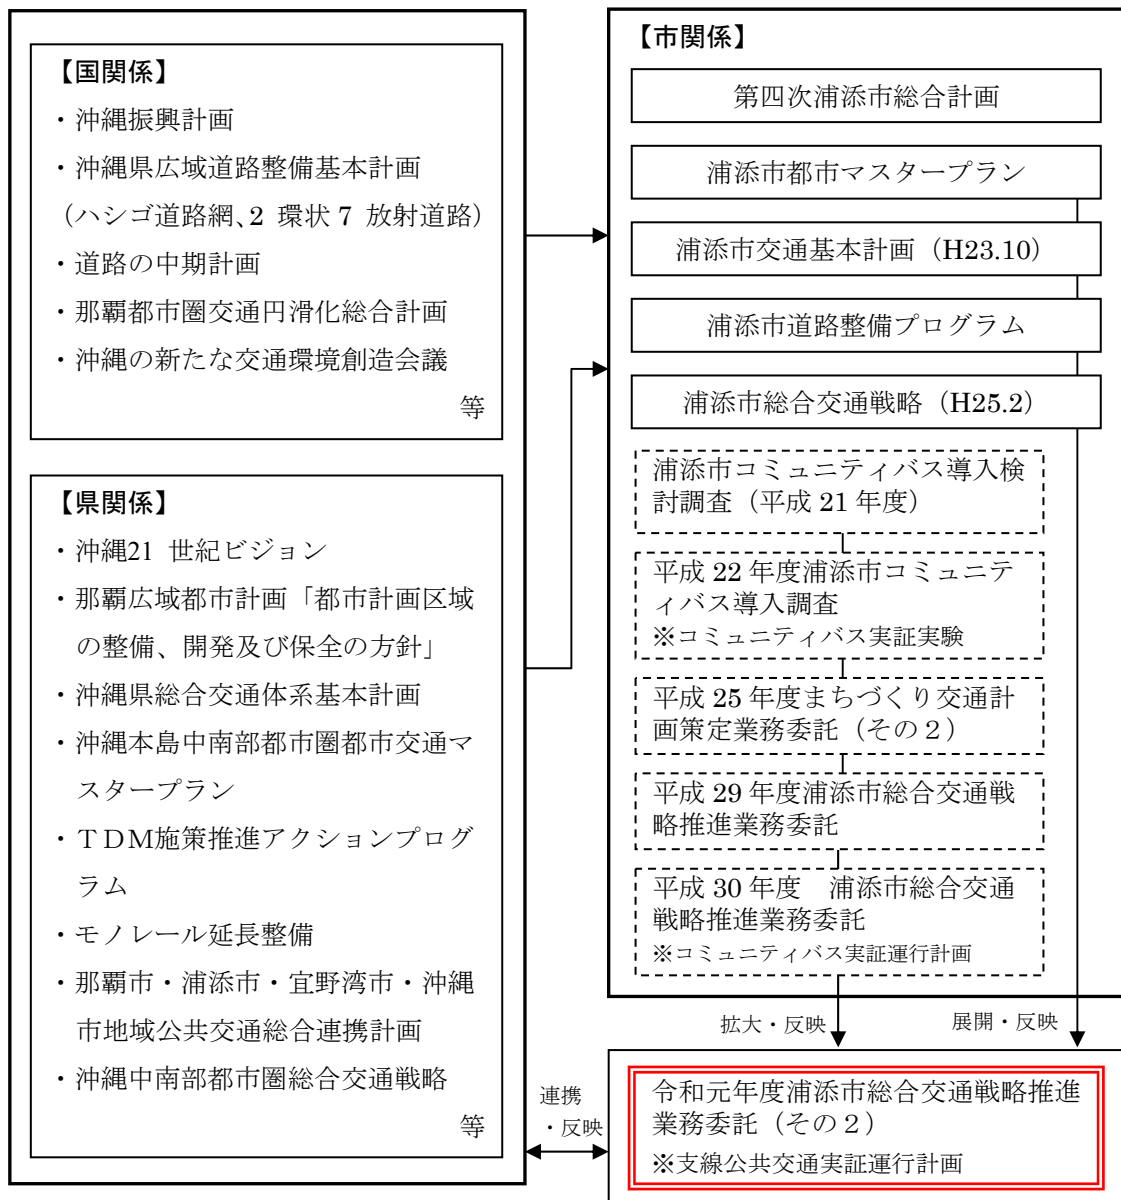 【国関係】
・沖縄振興計画
・沖縄県広域道路整備基本計画
（ハシゴ道路網、2 環状 7 放射道路）
・道路の中期計画
・那覇都市圏交通円滑化総合計画
・沖縄の新たな交通環境創造会議
等
【県関係】
・沖縄21 世紀ビジョン
・那覇広域都市計画「都市計画区域
の整備、開発及び保全の方針」
・沖縄県総合交通体系基本計画
・沖縄本島中南部都市圏都市交通マ
スタープラン
・ＴＤＭ施策推進アクションプログ
ラム
・モノレール延長整備
・那覇市・浦添市・宜野湾市・沖縄
市地域公共交通総合連携計画
・沖縄中南部都市圏総合交通戦略
等
【市関係】
第四次浦添市総合計画
浦添市都市マスタープラン
浦添市交通基本計画（H23.10）
浦添市道路整備プログラム
浦添市総合交通戦略（H25.2）
浦添市コミュニティバス導入検
討調査（平成 21 年度）
平成 22 年度浦添市コミュニテ
ィバス導入調査
※コミュニティバス実証実験
平成 25 年度まちづくり交通計
画策定業務委託（その２）
平成 29 年度浦添市総合交通戦
略推進業務委託
平成 30 年度　浦添市総合交通
戦略推進業務委託
※コミュニティバス実証運行計画
拡大・反映
展開・反映
連携
・反映
令和元年度浦添市総合交通戦略推進
業務委託（その２）
※支線公共交通実証運行計画